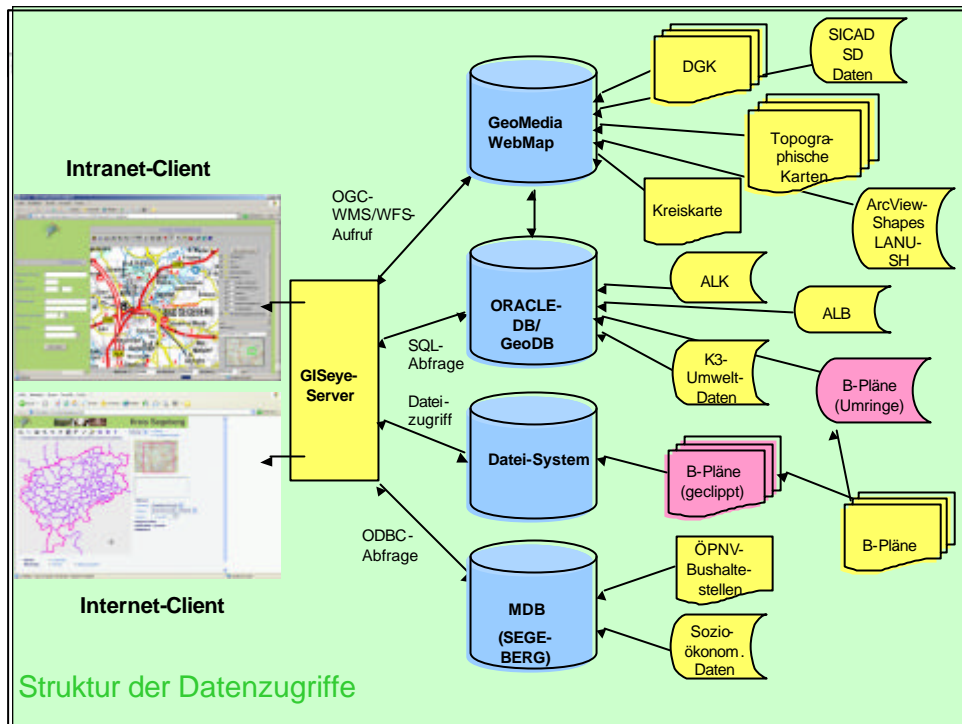 SICAD
SD
Daten
DGK
GeoMedia
WebMap
Topogra-
phische
Karten
Intranet-Client
OGC-
WMS/WFS-
Aufruf
Kreiskarte
ArcView-
Shapes
LANU-
SH
ALK
ORACLE-
DB/
GeoDB
ALB
SQL-
Abfrage
GISeye-
Server
K3-
Umwelt-
Daten
B-Pläne
(Umringe)
Kreis Segeberg
Datei-
zugriff
Datei-System
B-Pläne
(geclippt)
B-Pläne
ODBC-
Abfrage
ÖPNV-
Bushalte-
stellen
Internet-Client
MDB
(SEGE-
BERG)
Sozio-
ökonom.
Daten
Struktur der Datenzugriffe